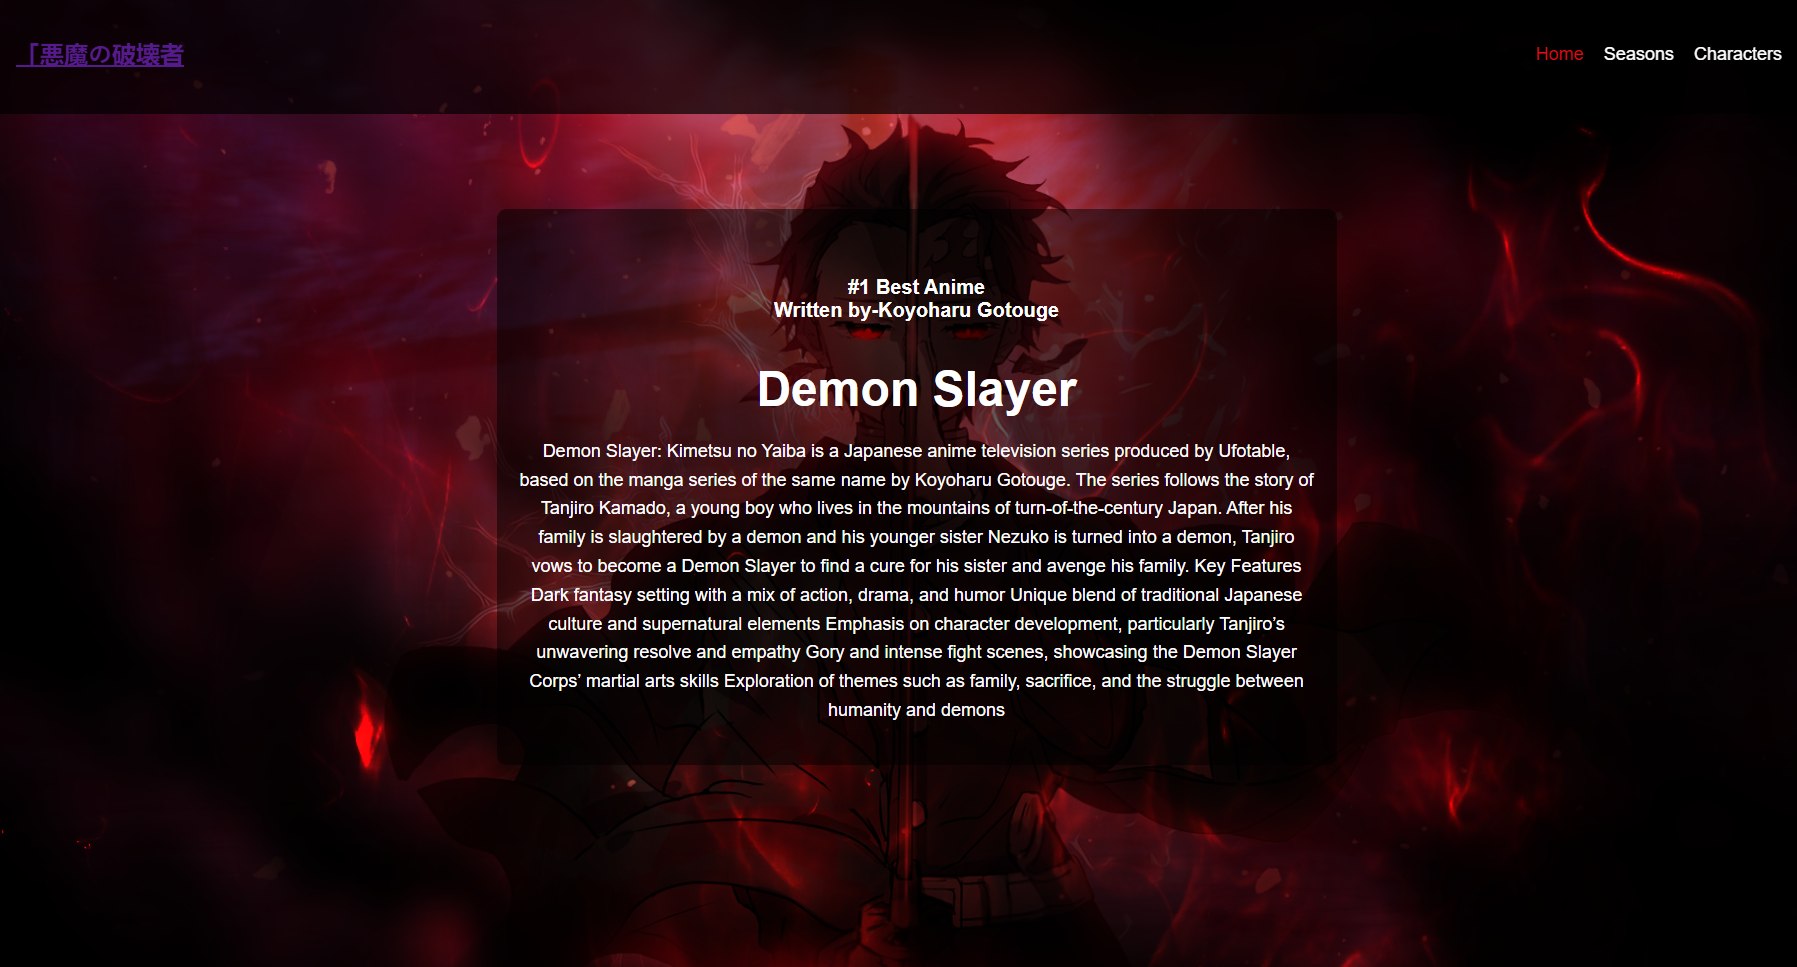 「悪魔の破壊者
Home Seasons Characters
#1 Best Anime
Written by-Koyoharu Gotouge
Demon Slayer
Demon Slayer: Kimetsu no Yaiba is a Japanese anime television series produced by Ufotable,
based on the manga series of the same name by Koyoharu Gotouge. The series follows the story of
Tanjiro Kamado, a young boy who lives in the mountains of turn-of-the-century Japan. After his
family is slaughtered by a demon and his younger sister Nezuko is turned into a demon, Tanjiro
vows to become a Demon Slayer to find a cure for his sister and avenge his family. Key Features
Dark fantasy setting with a mix of action, drama, and humor Unique blend of traditional Japanese
culture and supernatural elements Emphasis on character development, particularly Tanjiro’s
unwavering resolve and empathy Gory and intense fight scenes, showcasing the Demon Slayer
Corps’ martial arts skills Exploration of themes such as family, sacrifice, and the struggle between
humanity and demons